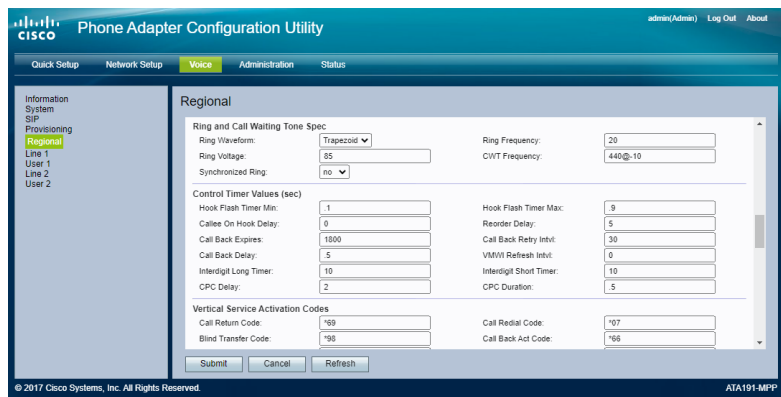 CISCO
Phone Adapter Configuration Utility
admin(Admin) Log Out About
Quick Setup Network Setup Voice Administration Status
Information
System
SIP
Provisioning
Regional
Line 1
User 1
Line 2
User 2
Regional
Ring and Call Waiting Tone Spec
Ring Waveform: Trapezoid Ring Frequency: 20
Ring Voltage: 85 CWT Frequency: 440@-10
Synchronized Ring: no
Control Timer Values (sec)
Hook Flash Timer Min: .1 Hook Flash Timer Max: .9
Callee On Hook Delay: 0 Reorder Delay: 5
Call Back Expires: 1800 Call Back Retry Intvl: 30
Call Back Delay: .5 VMWI Refresh Intvl: 0
Interdigit Long Timer: 10 Interdigit Short Timer: 10
CPC Delay: 2 CPC Duration: .5
Vertical Service Activation Codes
Call Return Code: *69 Call Redial Code: *07
Blind Transfer Code: *98 Call Back Act Code: *66
Submit Cancel Refresh
© 2017 Cisco Systems, Inc. All Rights Reserved. ATA191-MPP